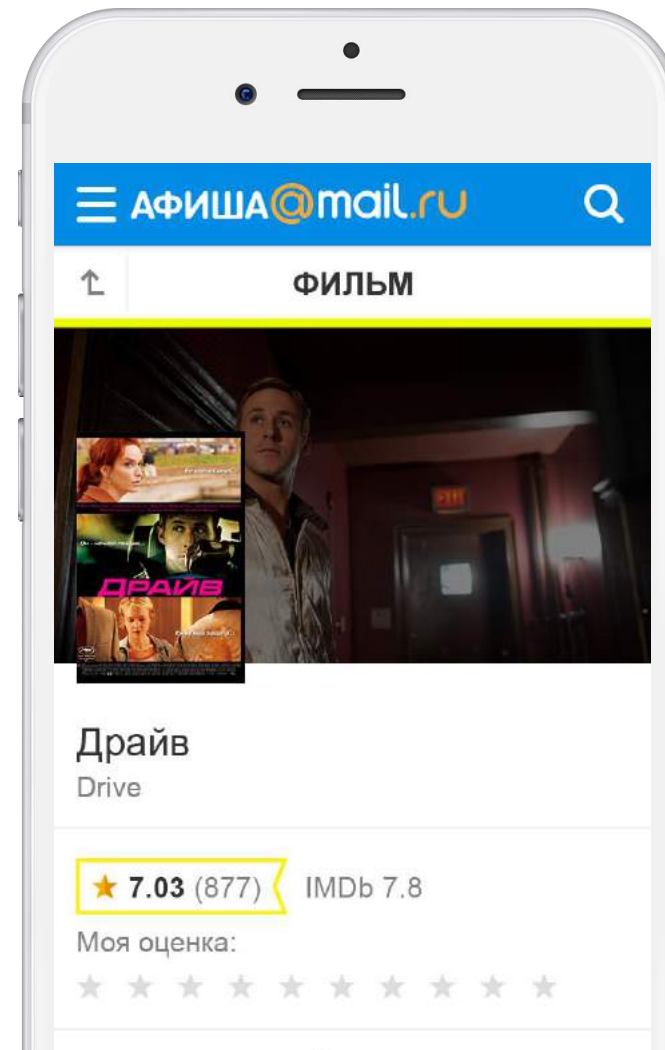 АФИША@mail.ru
ФИЛЬМ
ДРАЙВ
Драйв
Drive
7.03 (877) IMDb 7.8
Моя оценка: